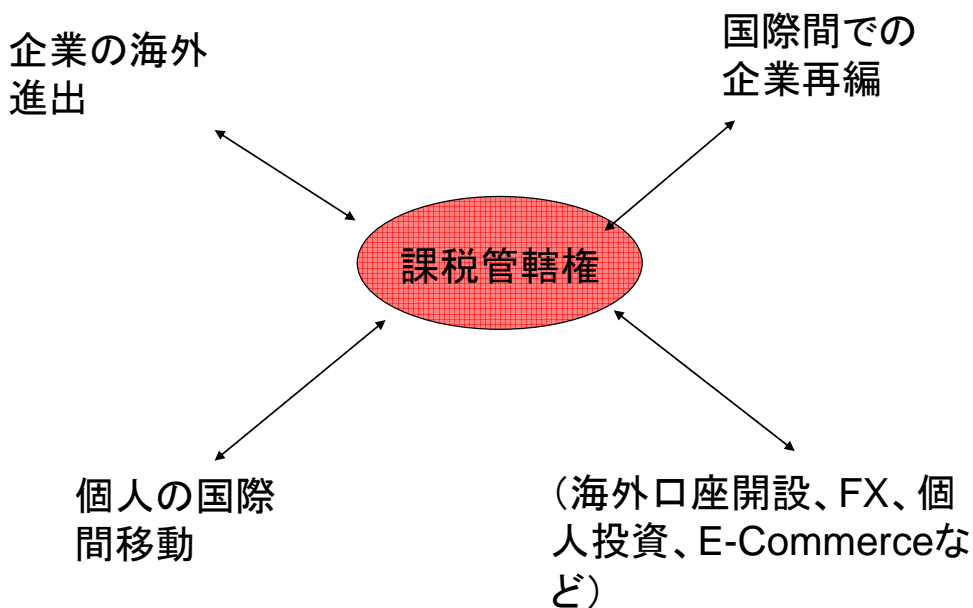 企業の海外
進出
国際間での
企業再編
課税管轄権
個人の国際
間移動
（海外口座開設、FX、個
人投資、E-Commerceな
ど）